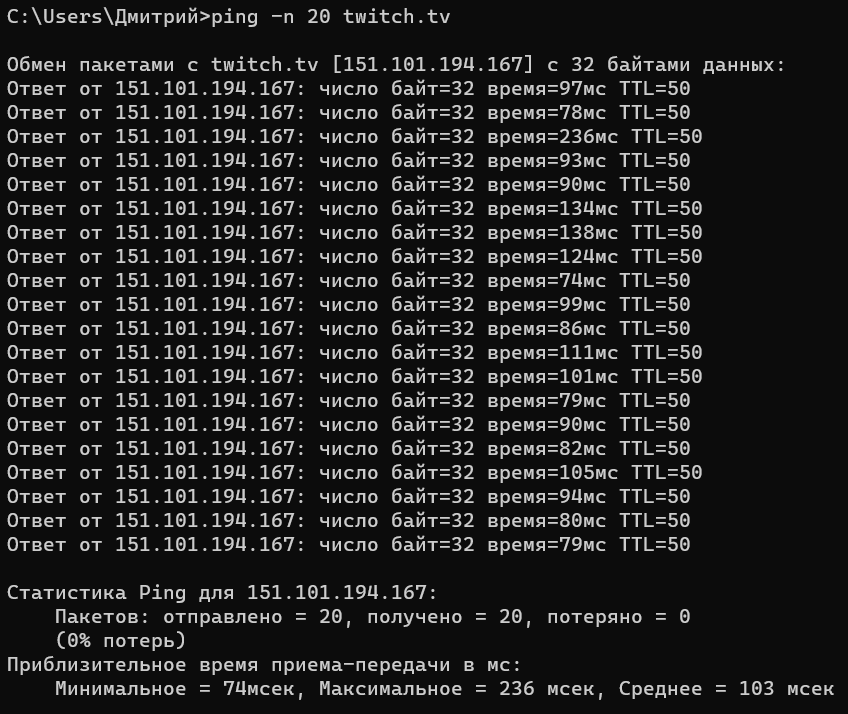 C:\Users\Дмитрий>ping -n 20 twitch.tv
Обмен пакетами с twitch.tv [151.101.194.167] с 32 байтами данных:
Ответ от 151.101.194.167: число байт=32 время=97мс TTL=50
Ответ от 151.101.194.167: число байт=32 время=78мс TTL=50
Ответ от 151.101.194.167: число байт=32 время=236мс TTL=50
Ответ от 151.101.194.167: число байт=32 время=93мс TTL=50
Ответ от 151.101.194.167: число байт=32 время=90мс TTL=50
Ответ от 151.101.194.167: число байт=32 время=134мс TTL=50
Ответ от 151.101.194.167: число байт=32 время=138мс TTL=50
Ответ от 151.101.194.167: число байт=32 время=124мс TTL=50
Ответ от 151.101.194.167: число байт=32 время=74мс TTL=50
Ответ от 151.101.194.167: число байт=32 время=99мс TTL=50
Ответ от 151.101.194.167: число байт=32 время=86мс TTL=50
Ответ от 151.101.194.167: число байт=32 время=111мс TTL=50
Ответ от 151.101.194.167: число байт=32 время=101мс TTL=50
Ответ от 151.101.194.167: число байт=32 время=79мс TTL=50
Ответ от 151.101.194.167: число байт=32 время=90мс TTL=50
Ответ от 151.101.194.167: число байт=32 время=82мс TTL=50
Ответ от 151.101.194.167: число байт=32 время=105мс TTL=50
Ответ от 151.101.194.167: число байт=32 время=94мс TTL=50
Ответ от 151.101.194.167: число байт=32 время=80мс TTL=50
Ответ от 151.101.194.167: число байт=32 время=79мс TTL=50
Статистика Ping для 151.101.194.167:
Пакетов: отправлено = 20, получено = 20, потеряно = 0
(0% потерь)
Приблизительное время приема-передачи в мс:
Минимальное = 74мсек, Максимальное = 236 мсек, Среднее = 103 мсек